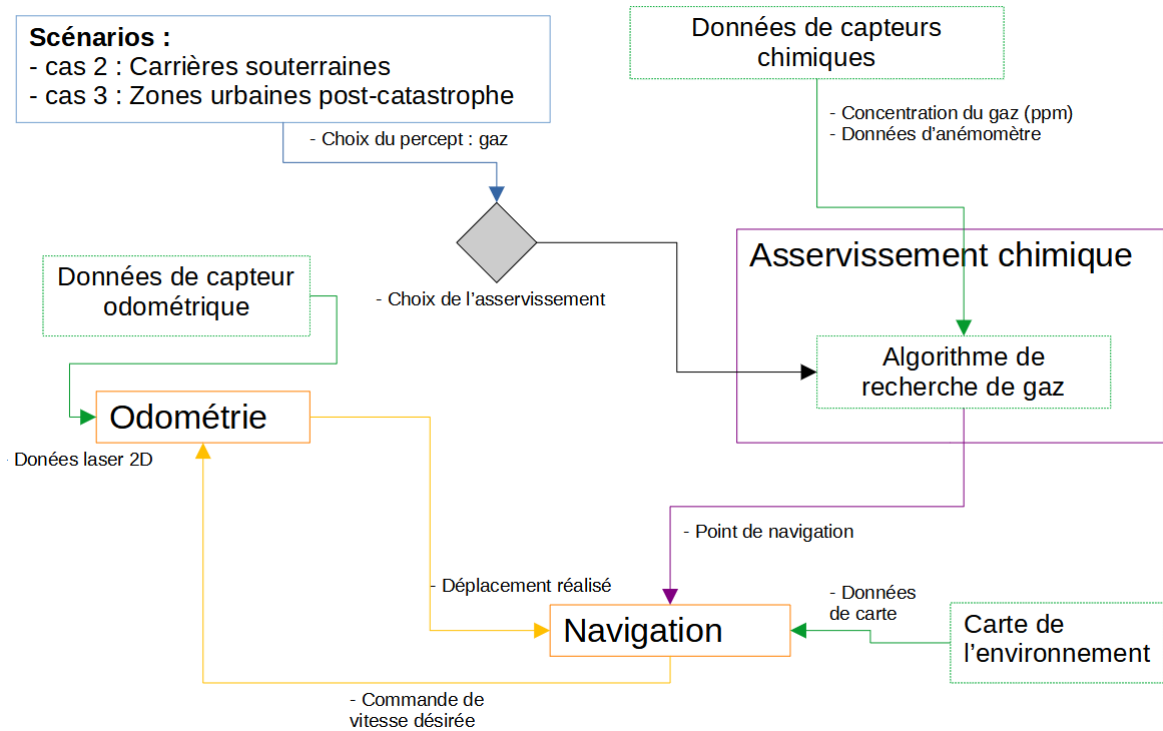 Scénarios :
- cas 2 : Carrières souterraines
- cas 3 : Zones urbaines post-catastrophe
Données de capteurs
chimiques
- Choix du percept : gaz
- Concentration du gaz (ppm)
- Données d'anémomètre
Asservissement chimique
Données de capteur
odométrique
- Choix de l'asservissement
Algorithme de
recherche de gaz
Odométrie
- Donées laser 2D
- Point de navigation
- Déplacement réalisé
- Données
de carte
Navigation
Carte de
l'environnement
- Commande de
vitesse désirée